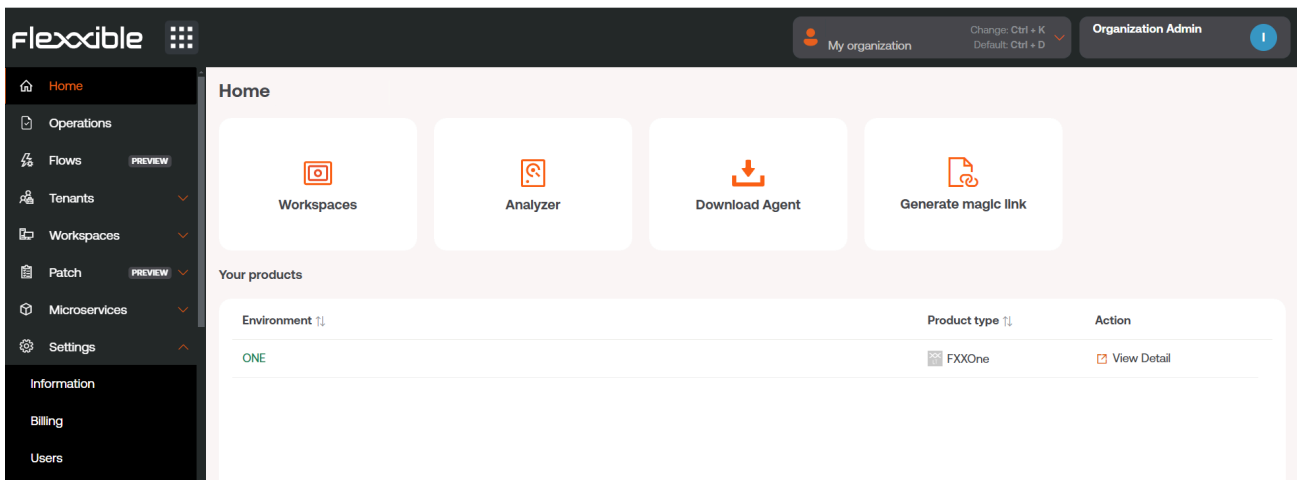 Flexxible
My organization
Change: Ctrl + K
Default: Ctrl + D
Organization Admin
I
Home
Operations
Flows PREVIEW
Tenants
Workspaces
Patch PREVIEW
Microservices
Settings
Information
Billing
Users
Home
Workspaces
Analyzer
Download Agent
Generate magic link
Your products
Environment Product type Action
ONE FXXOne View Detail